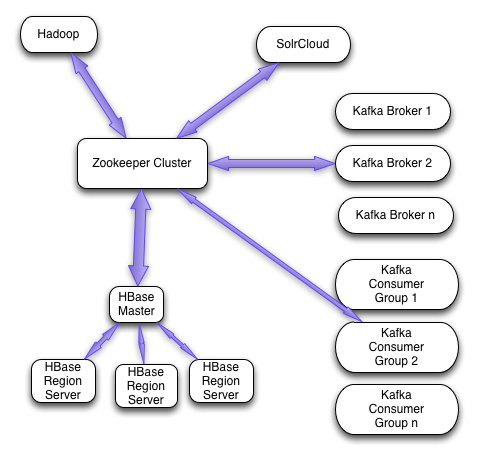 Hadoop
SolrCloud
Kafka Broker 1
Zookeeper Cluster
Kafka Broker 2
Kafka Broker n
Kafka
Consumer
Group 1
HBase
Master
Kafka
Consumer
Group 2
HBase
Region
Server
HBase
Region
Server
HBase
Region
Server
Kafka
Consumer
Group n